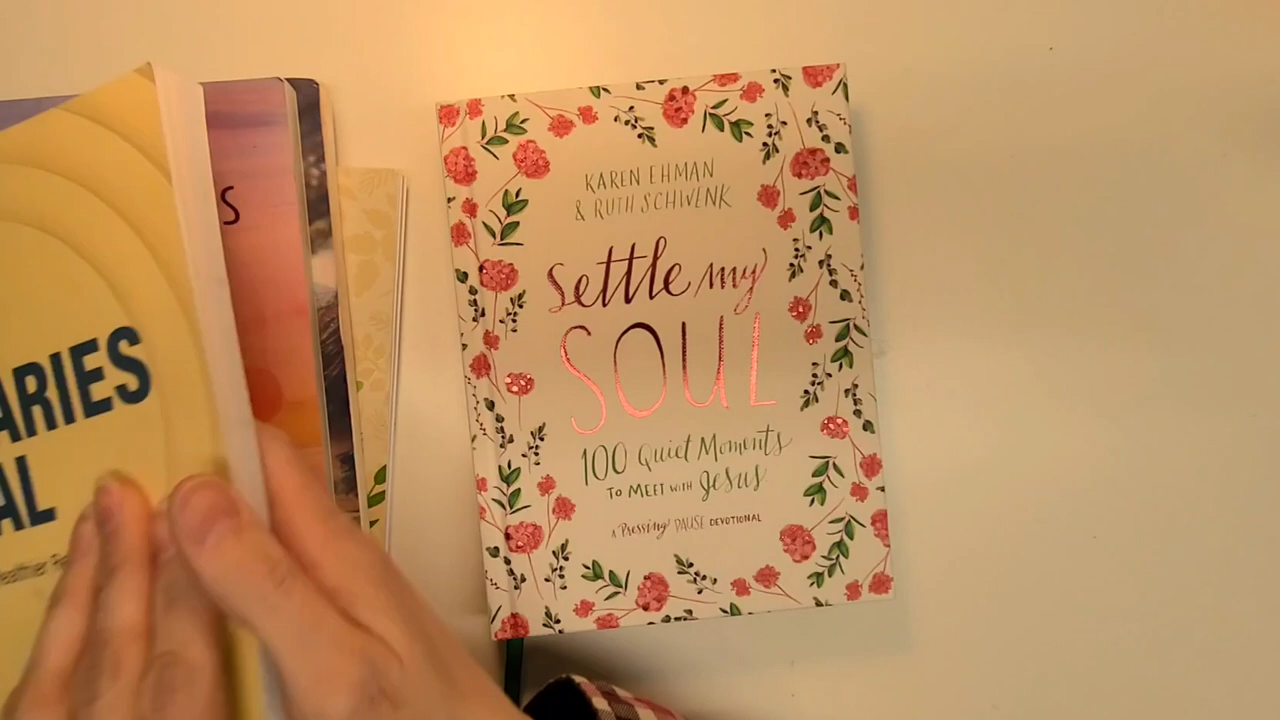 KAREN EHMAN
& RUTH SCHWENK
settle my
SOUL
100 Quiet Moments
TO MEET WITH Jesus
A Pressing PAUSE DEVOTIONAL
ARIES
AL
S